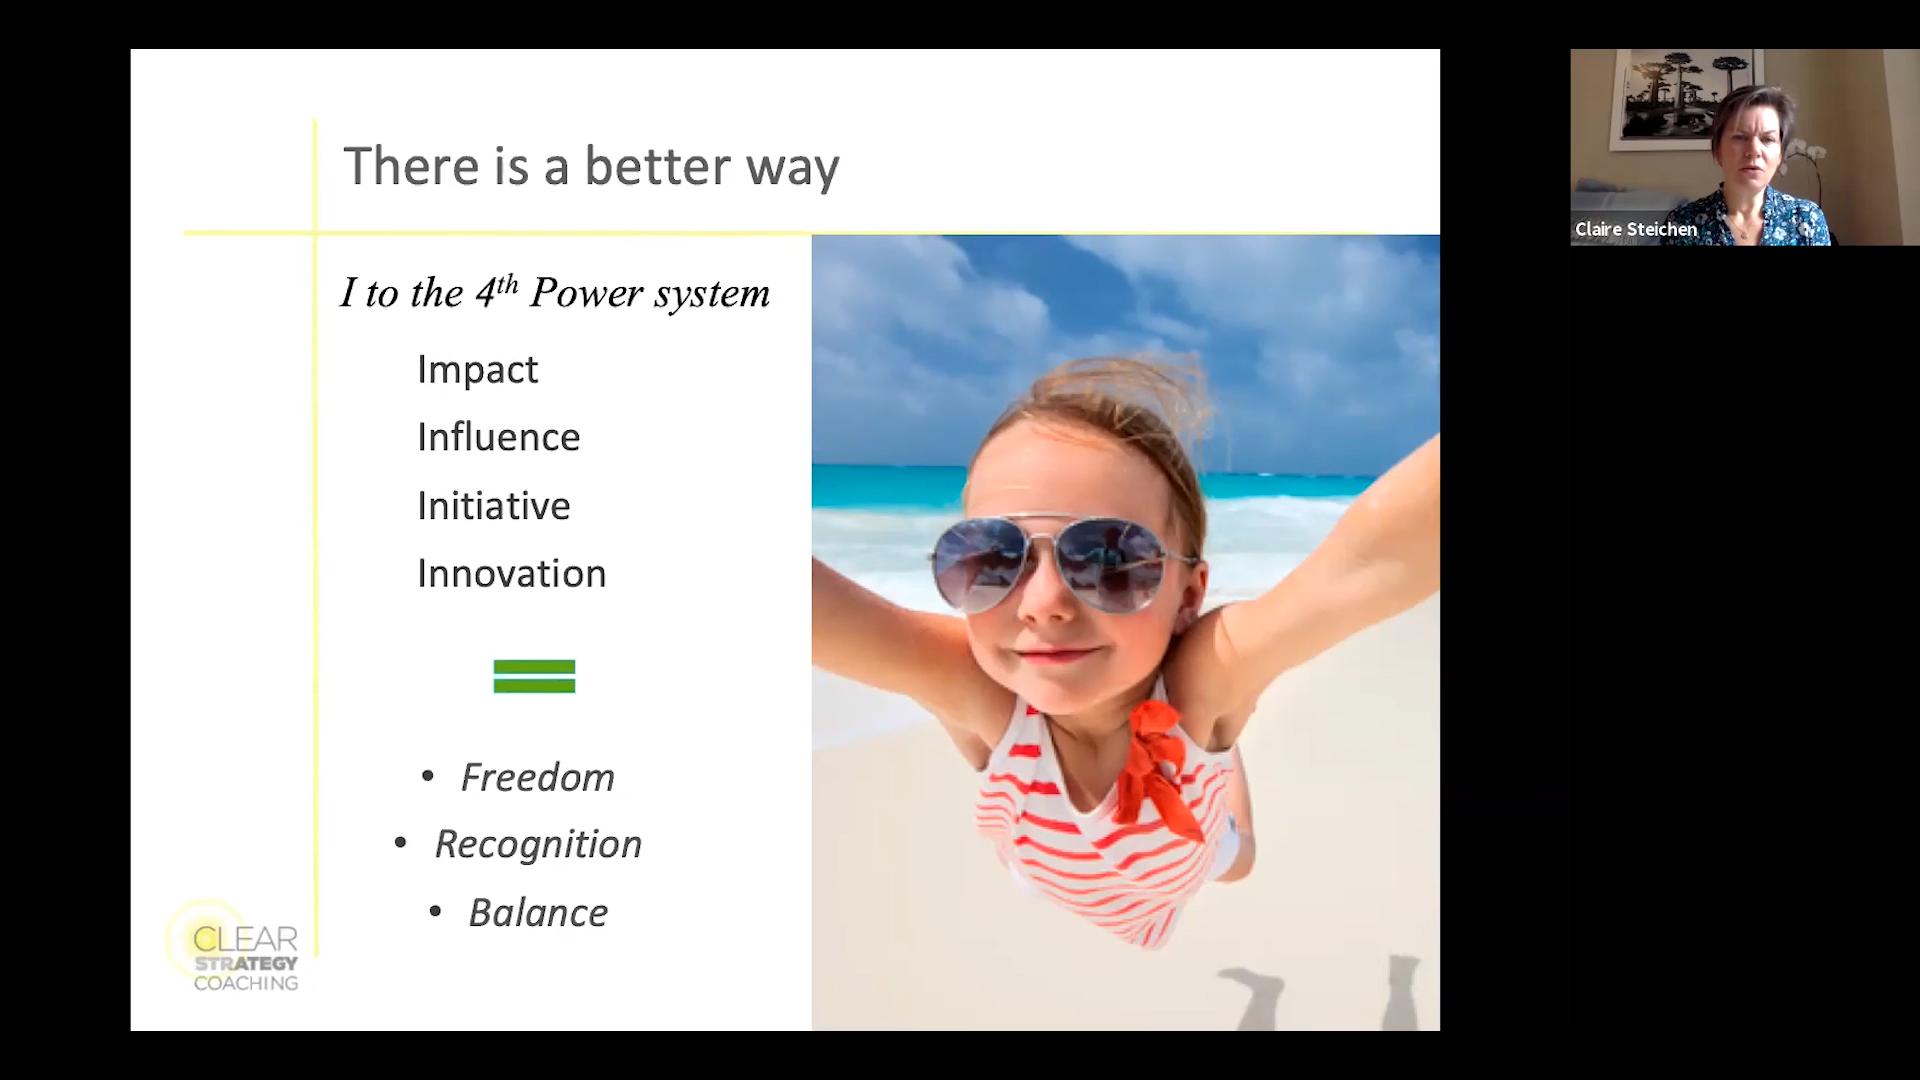 There is a better way
I to the 4th Power system
Impact
Influence
Initiative
Innovation
• Freedom
• Recognition
• Balance
CLEAR
STRATEGY
COACHING
Claire Steichen